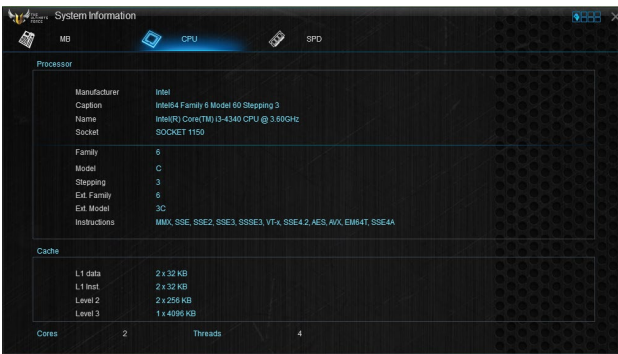 THE ULTIMATE FORCE
System Information
MB
CPU
SPD
Processor
Manufacturer Intel
Caption Intel64 Family 6 Model 60 Stepping 3
Name Intel(R) Core(TM) i3-4340 CPU @ 3.60GHz
Socket SOCKET 1150
Family 6
Model C
Stepping 3
Ext. Family 6
Ext. Model 3C
Instructions MMX, SSE, SSE2, SSE3, SSSE3, VT-x, SSE4.2, AES, AVX, EM64T, SSE4A
Cache
L1 data 2 x 32 KB
L1 Inst. 2 x 32 KB
Level 2 2 x 256 KB
Level 3 1 x 4096 KB
Cores 2 Threads 4